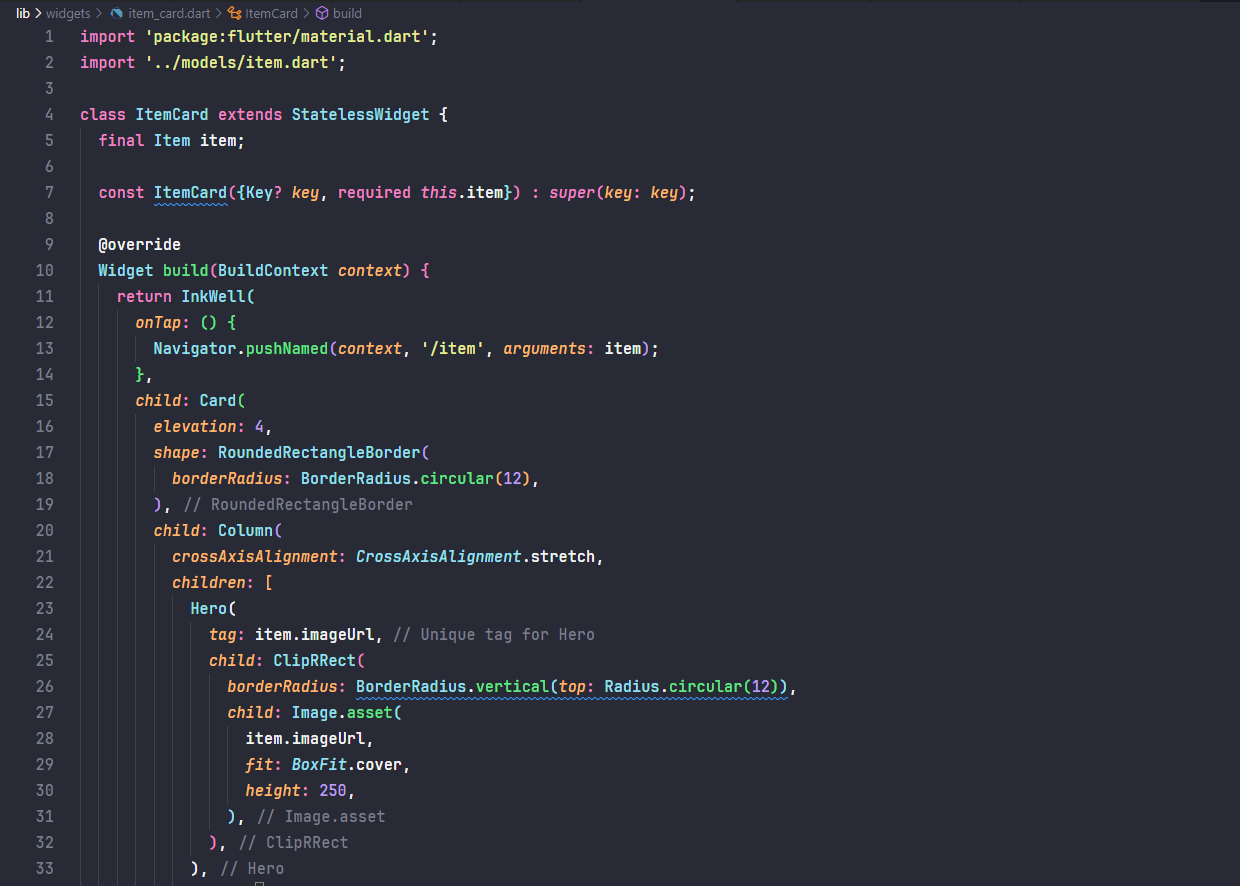 lib > widgets > item_card.dart > ItemCard > build
1 import 'package:flutter/material.dart';
2 import '../models/item.dart';
3
4 class ItemCard extends StatelessWidget {
5   final Item item;
6
7   const ItemCard({Key? key, required this.item}) : super(key: key);
8
9   @override
10   Widget build(BuildContext context) {
11     return InkWell(
12       onTap: () {
13         Navigator.pushNamed(context, '/item', arguments: item);
14       },
15       child: Card(
16         elevation: 4,
17         shape: RoundedRectangleBorder(
18           borderRadius: BorderRadius.circular(12),
19         ), // RoundedRectangleBorder
20         child: Column(
21           crossAxisAlignment: CrossAxisAlignment.stretch,
22           children: [
23             Hero(
24               tag: item.imageUrl, // Unique tag for Hero
25               child: ClipRRect(
26                 borderRadius: BorderRadius.vertical(top: Radius.circular(12)),
27                 child: Image.asset(
28                   item.imageUrl,
29                   fit: BoxFit.cover,
30                   height: 250,
31                 ), // Image.asset
32               ), // ClipRRect
33             ), // Hero